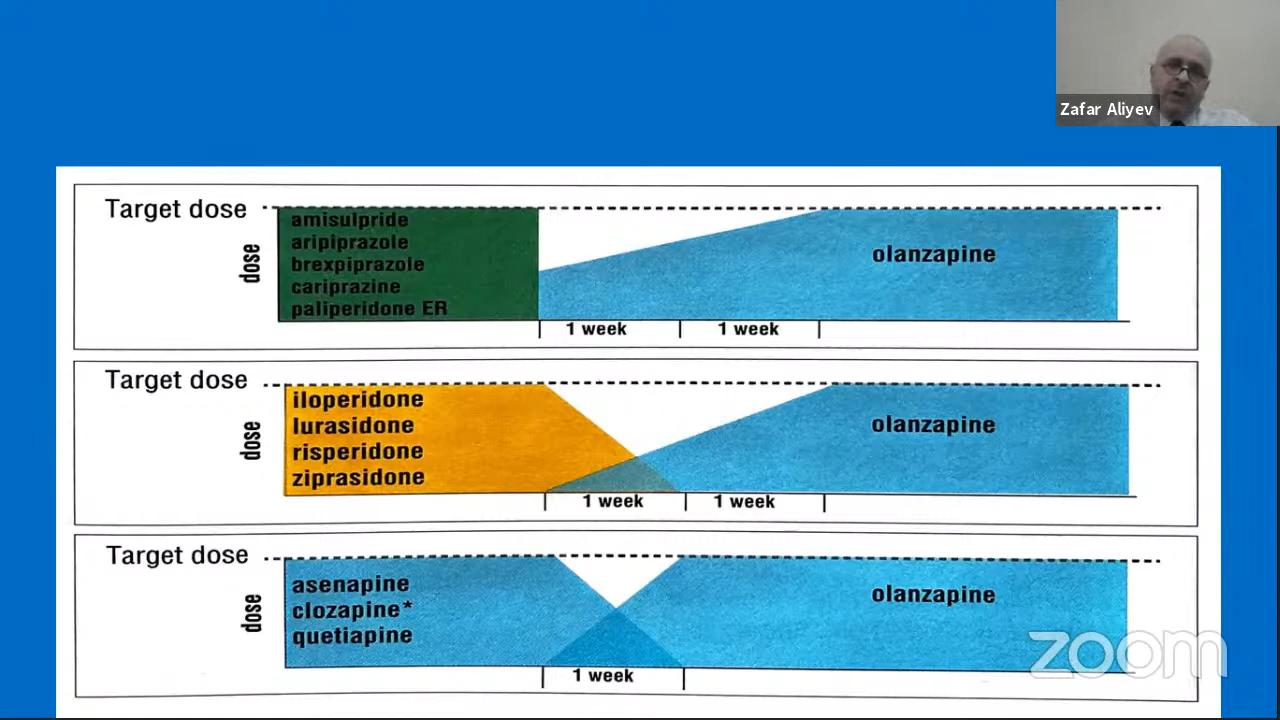 Zafar Aliyev
Target dose
dose
amisulpride
aripiprazole
brexpiprazole
cariprazine
paliperidone ER
olanzapine
1 week
1 week
Target dose
dose
iloperidone
lurasidone
risperidone
ziprasidone
olanzapine
1 week
1 week
Target dose
dose
asenapine
clozapine*
quetiapine
olanzapine
1 week
zoom